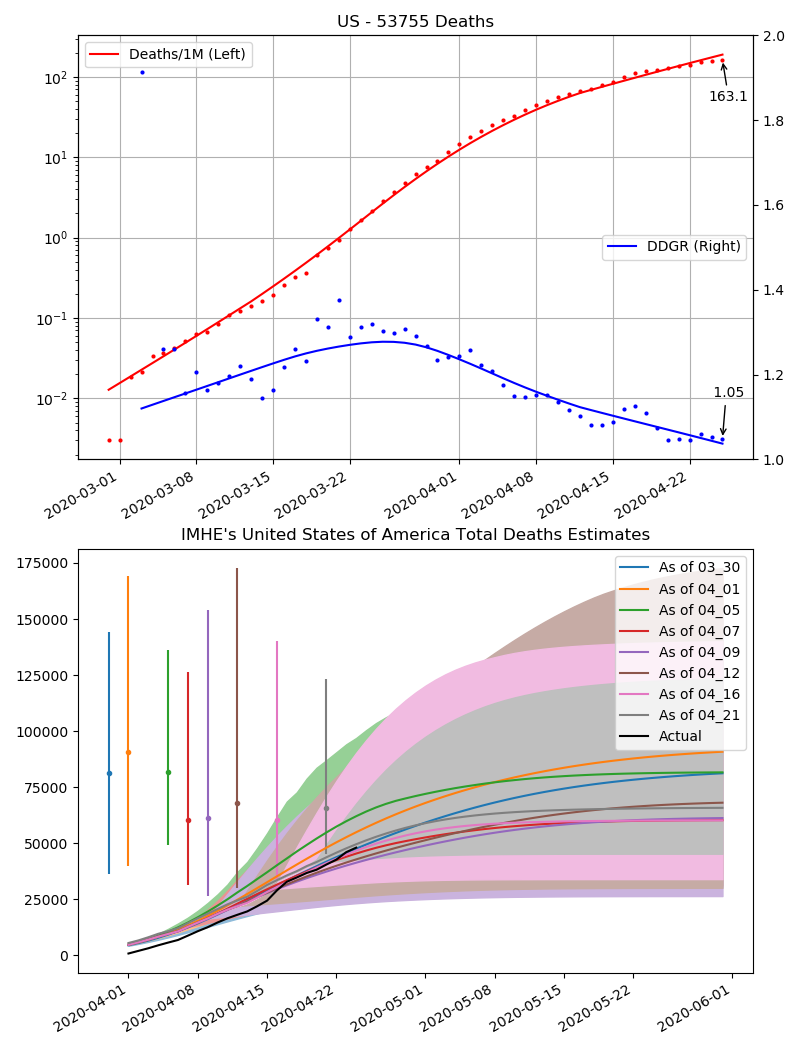 US - 53755 Deaths
Deaths/1M (Left)
DDGR (Right)
163.1
1.05
10²
10¹
10⁰
10⁻¹
10⁻²
2.0
1.8
1.6
1.4
1.2
1.0
2020-03-01
2020-03-08
2020-03-15
2020-03-22
2020-04-01
2020-04-08
2020-04-15
2020-04-22
IMHE's United States of America Total Deaths Estimates
175000
150000
125000
100000
75000
50000
25000
0
As of 03_30
As of 04_01
As of 04_05
As of 04_07
As of 04_09
As of 04_12
As of 04_16
As of 04_21
Actual
2020-04-01
2020-04-08
2020-04-15
2020-04-22
2020-05-01
2020-05-08
2020-05-15
2020-05-22
2020-06-01